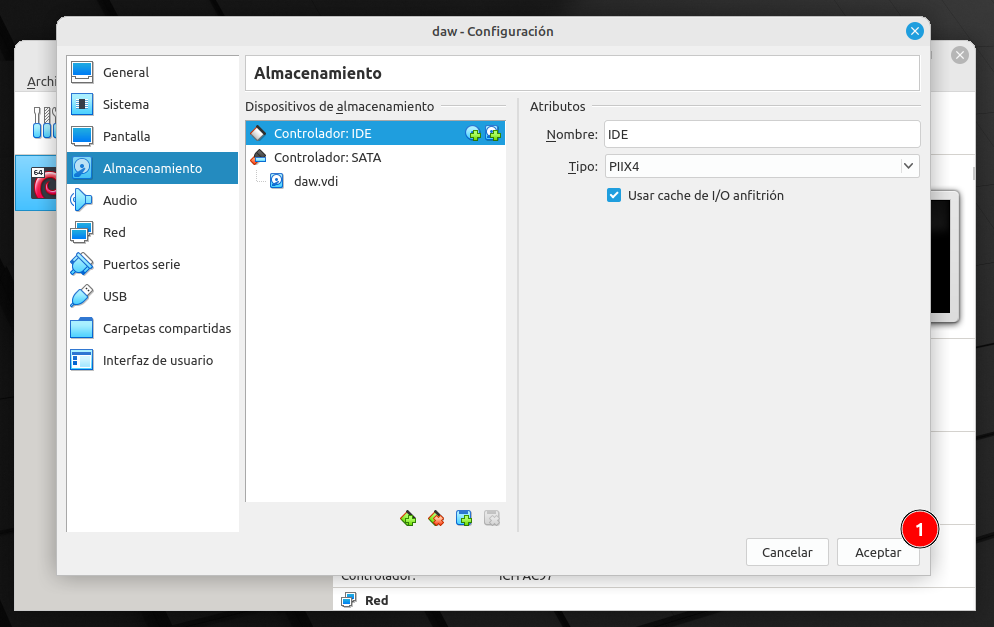 daw - Configuración
Archi
General
Sistema
Pantalla
Almacenamiento
Audio
Red
Puertos serie
USB
Carpetas compartidas
Interfaz de usuario
Almacenamiento
Dispositivos de almacenamiento
Controlador: IDE
Controlador: SATA
daw.vdi
Atributos
Nombre: IDE
Tipo: PIIX4
Usar cache de I/O anfitrión
64
1
Cancelar
Aceptar
Controlador: ICH AC97
Red